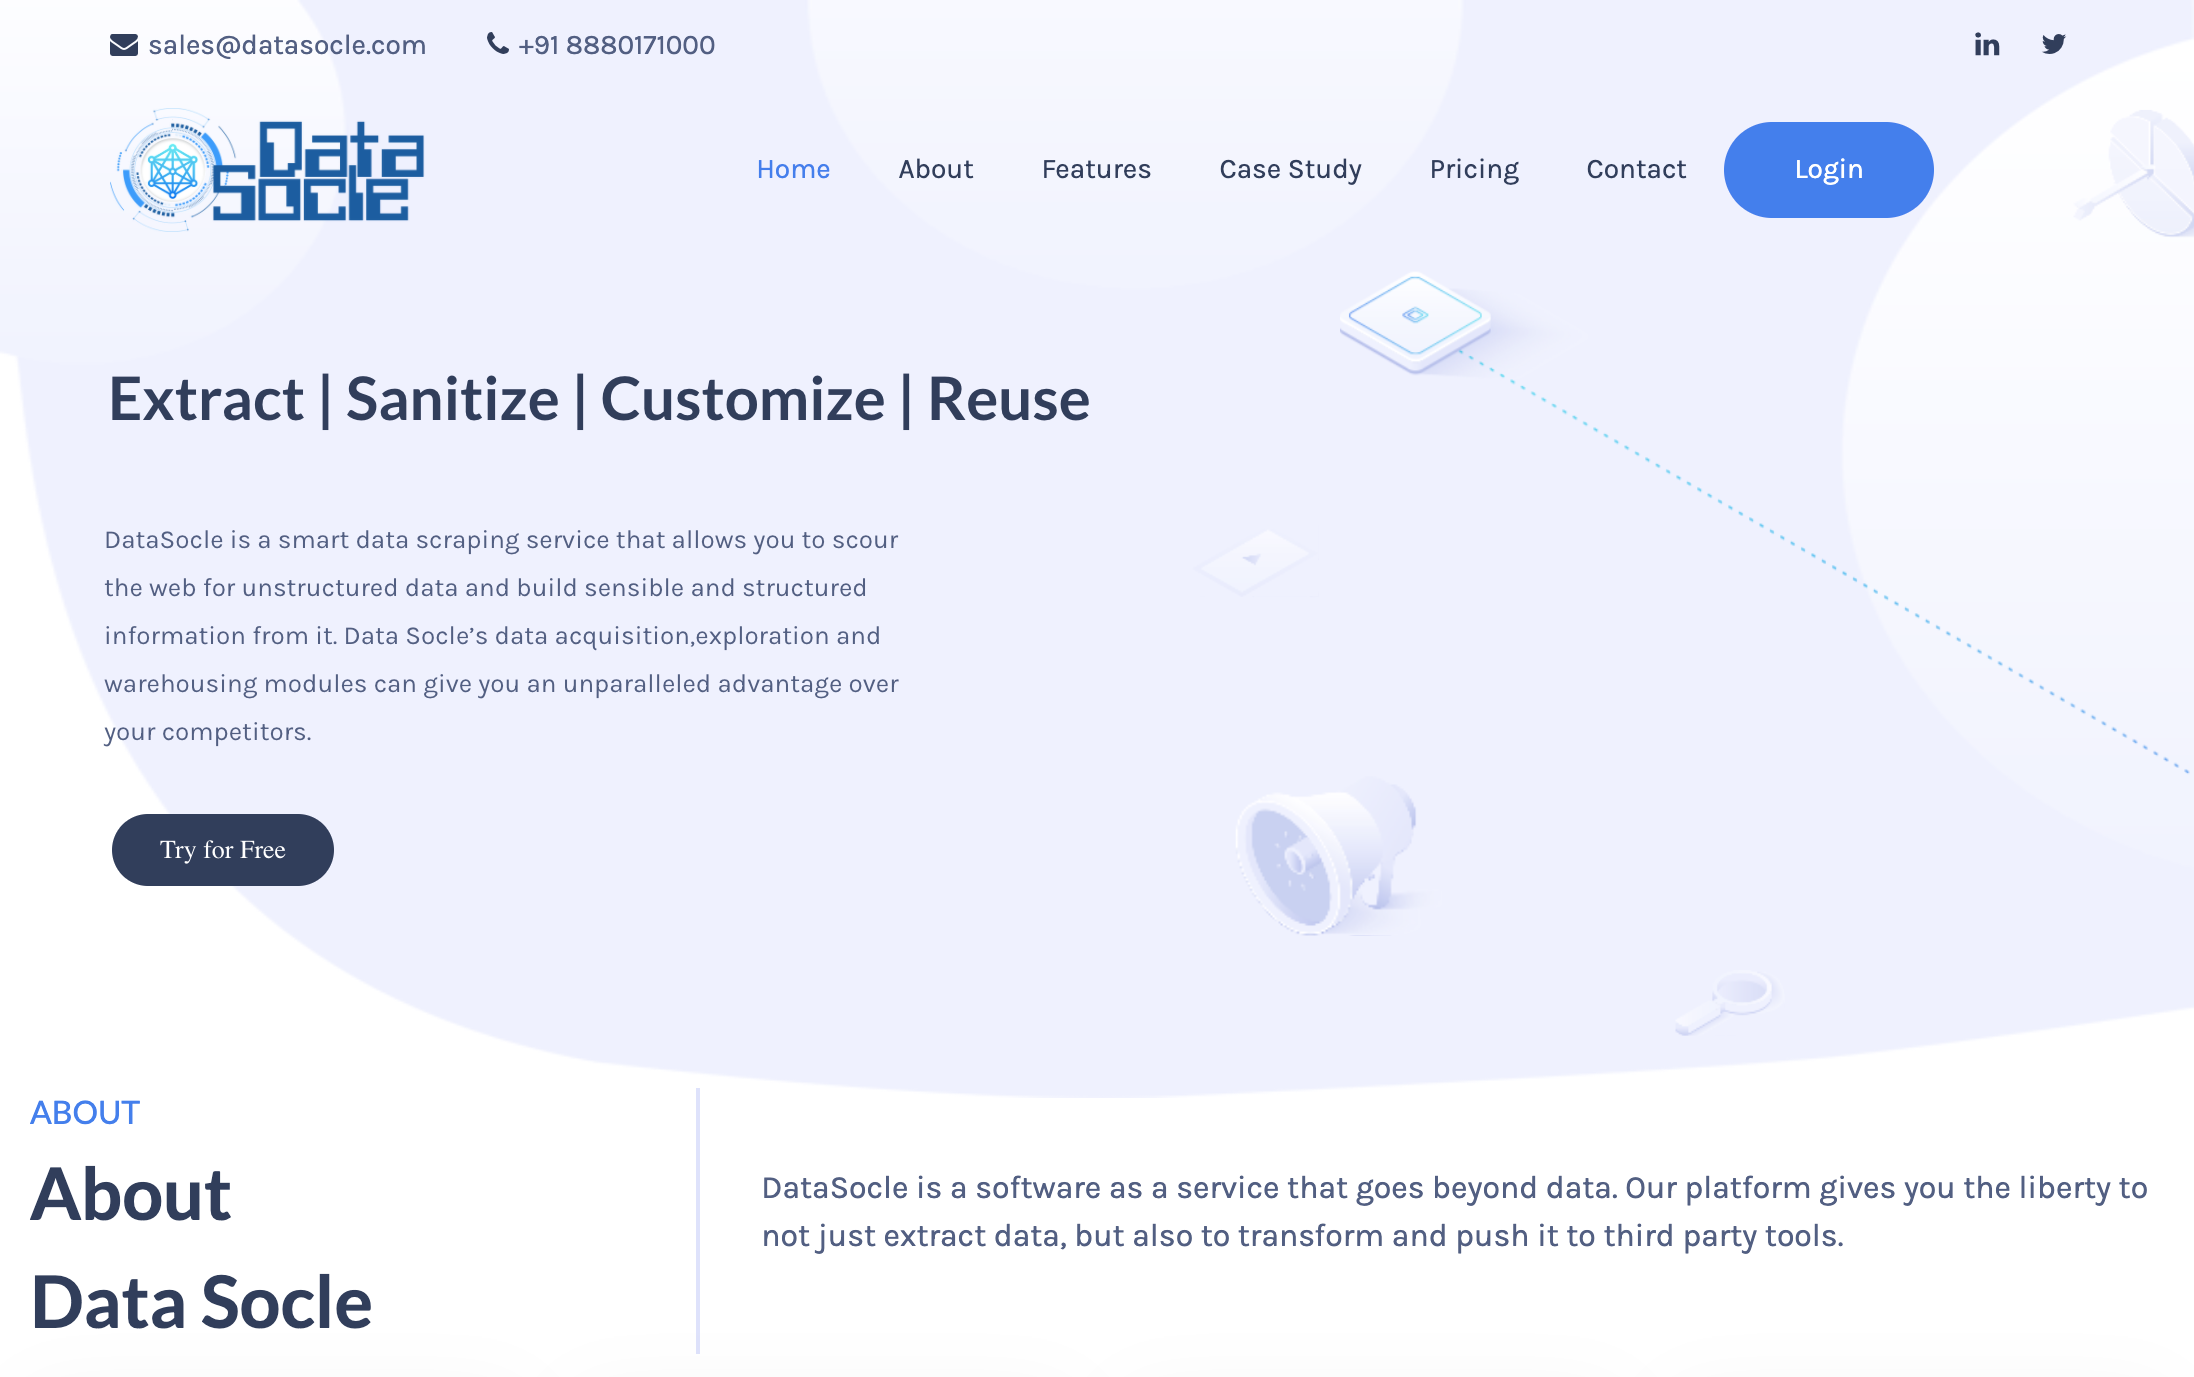 sales@datasocle.com +91 8880171000
Data
Socle
Home About Features Case Study Pricing Contact Login
Extract | Sanitize | Customize | Reuse
DataSocle is a smart data scraping service that allows you to scour
the web for unstructured data and build sensible and structured
information from it. Data Socle’s data acquisition,exploration and
warehousing modules can give you an unparalleled advantage over
your competitors.
Try for Free
ABOUT
About
Data Socle
DataSocle is a software as a service that goes beyond data. Our platform gives you the liberty to
not just extract data, but also to transform and push it to third party tools.